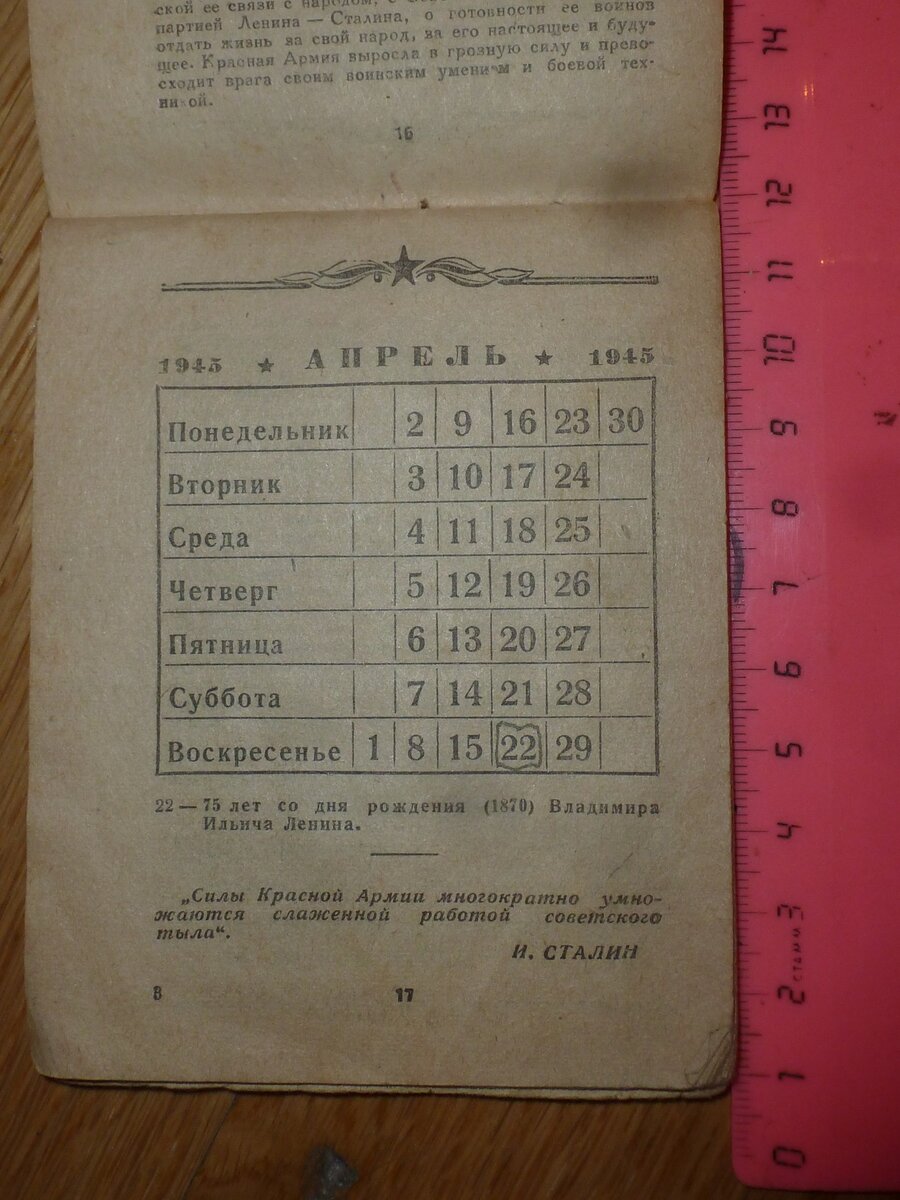 ской ее связи с народом, с
партией Ленина — Сталина, о готовности ее воинов
отдать жизнь за свой народ, за его настоящее и буду-
щее. Красная Армия выросла в грозную силу и прево-
сходит врага своим воинским умением и боевой тех-
никой.
16
1945 ★ АПРЕЛЬ ★ 1945
Понедельник 2 9 16 23 30
Вторник 3 10 17 24
Среда 4 11 18 25
Четверг 5 12 19 26
Пятница 6 13 20 27
Суббота 7 14 21 28
Воскресенье 1 8 15 22 29
22 — 75 лет со дня рождения (1870) Владимира
Ильича Ленина.
„Силы Красной Армии многократно умно-
жаются слаженной работой советского
тыла“.
И. СТАЛИН
17
14
13
12
11
10
9
8
7
6
5
4
3
2
1
0